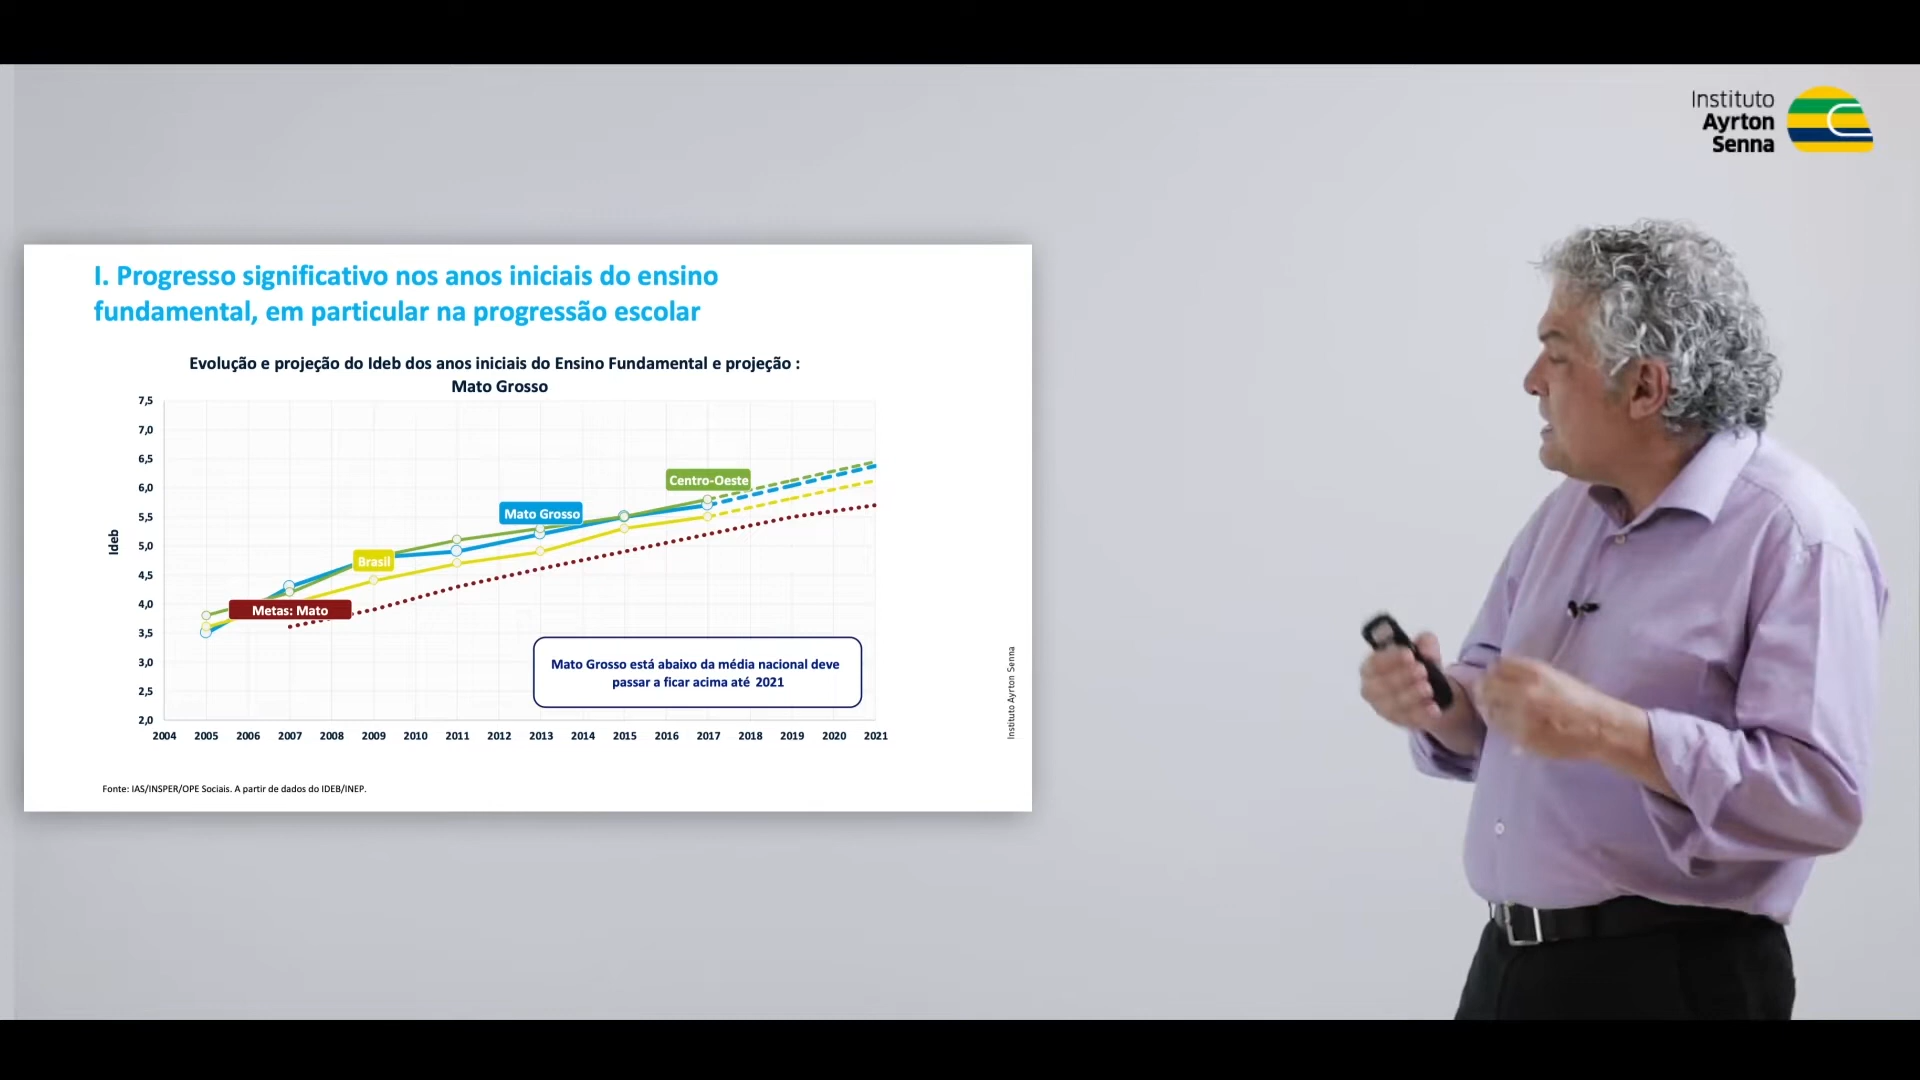 Instituto
Ayrton
Senna
I. Progresso significativo nos anos iniciais do ensino
fundamental, em particular na progressão escolar
Evolução e projeção do Ideb dos anos iniciais do Ensino Fundamental e projeção :
Mato Grosso
7,5
7,0
6,5
6,0
5,5
5,0
4,5
4,0
3,5
3,0
2,5
2,0
Ideb
Centro-Oeste
Mato Grosso
Brasil
Metas: Mato
Mato Grosso está abaixo da média nacional deve
passar a ficar acima até 2021
2004 2005 2006 2007 2008 2009 2010 2011 2012 2013 2014 2015 2016 2017 2018 2019 2020 2021
Instituto Ayrton Senna
Fonte: IAS/INSPER/OPE Sociais. A partir de dados do IDEB/INEP.